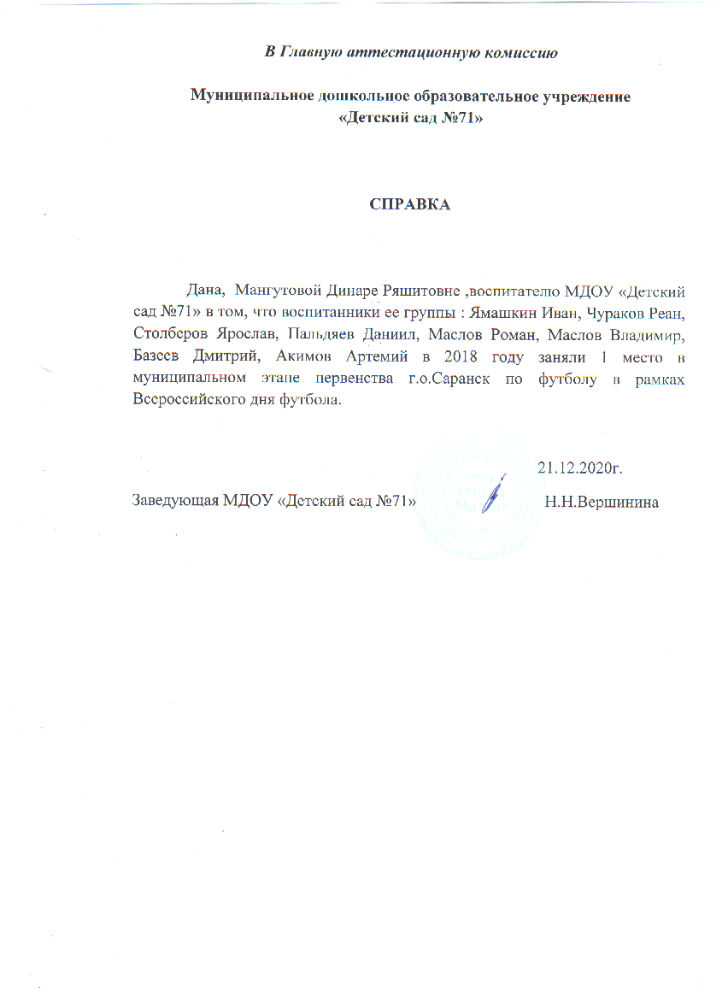 В Главную аттестационную комиссию
Муниципальное дошкольное образовательное учреждение
«Детский сад №71»
СПРАВКА
Дана, Мангутовой Динаре Ряшитовне ,воспитателю МДОУ «Детский
сад №71» в том, что воспитанники ее группы : Ямашкин Иван, Чураков Реан,
Столберов Ярослав, Пальдяев Даниил, Маслов Роман, Маслов Владимир,
Базеев Дмитрий, Акимов Артемий в 2018 году заняли 1 место в
муниципальном этапе первенства г.о.Саранск по футболу в рамках
Всероссийского дня футбола.
21.12.2020г.
Заведующая МДОУ «Детский сад №71» Н.Н.Вершинина